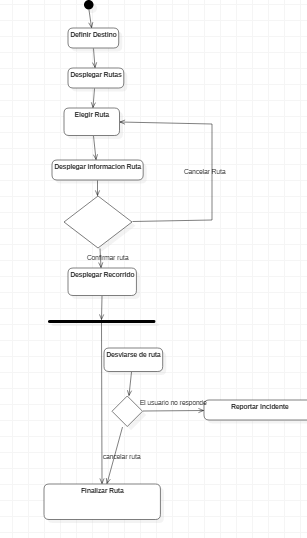 Definir Destino
Desplegar Rutas
Elegir Ruta
Desplegar Informacion Ruta
Cancelar Ruta
Confirmar ruta
Desplegar Recorrido
Desviarse de ruta
El usuario no responde
Reportar Incidente
cancelar ruta
Finalizar Ruta